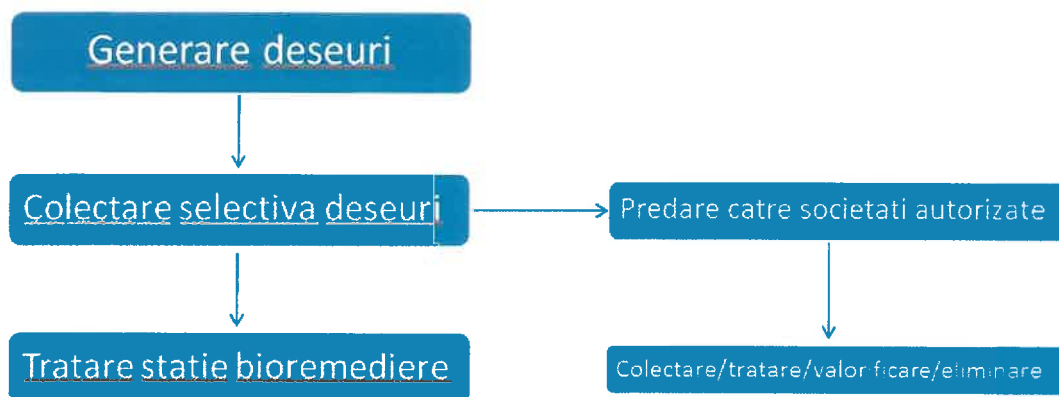 Generare deseuri
Colectare selectiva deseuri
Predare catre societati autorizate
Tratare statie bioremediere
Colectare/tratare/valorificare/eliminare